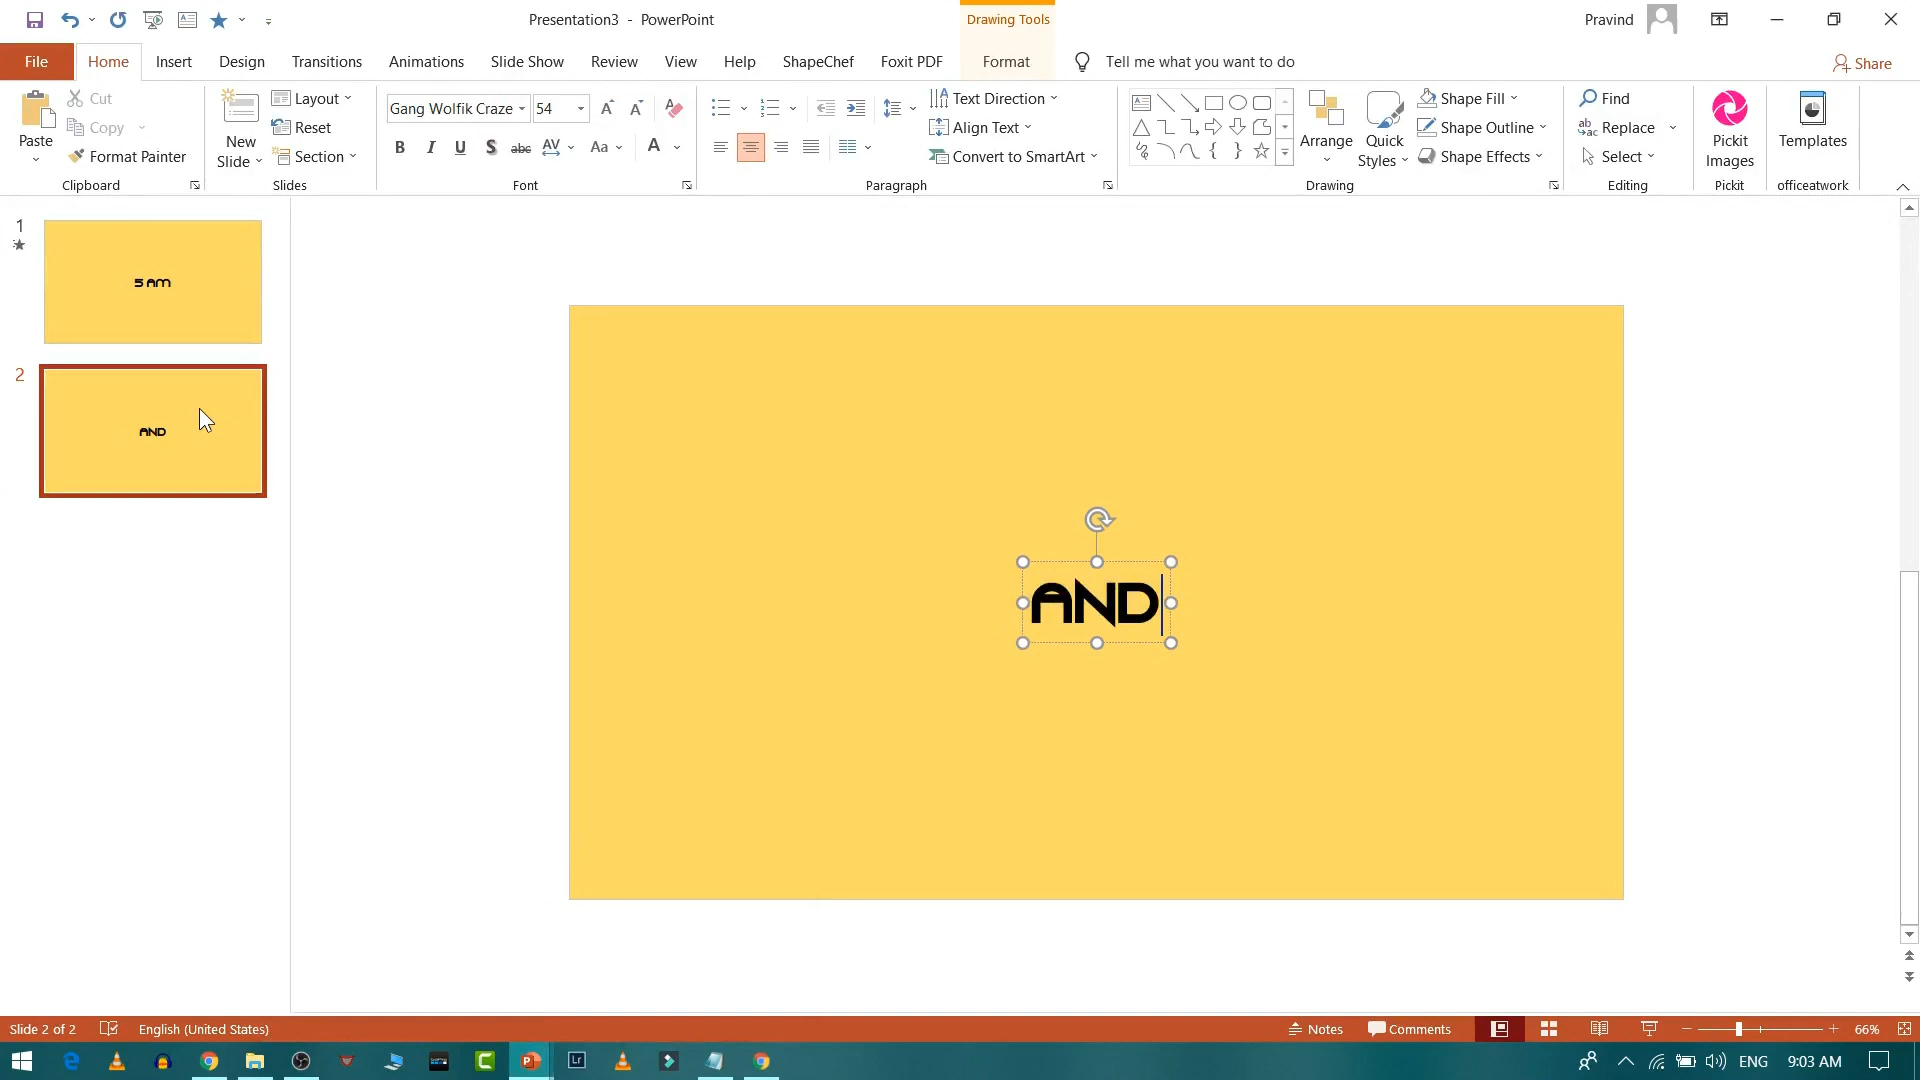 Presentation3 - PowerPoint
Drawing Tools
Pravind
File
Home
Insert
Design
Transitions
Animations
Slide Show
Review
View
Help
ShapeChef
Foxit PDF
Format
Tell me what you want to do
Share
Paste
Cut
Copy
Format Painter
Clipboard
New
Slide
Layout
Reset
Section
Slides
Gang Wolfik Craze
54
B
I
U
S
abc
AV
Aa
A
Font
Text Direction
Align Text
Convert to SmartArt
Paragraph
Arrange
Quick
Styles
Shape Fill
Shape Outline
Shape Effects
Drawing
Find
Replace
Select
Editing
Pickit
Images
Pickit
Templates
officeatwork
1
5 AM
2
AND
AND
Slide 2 of 2
English (United States)
Notes
Comments
66%
Lr
ENG
9:03 AM